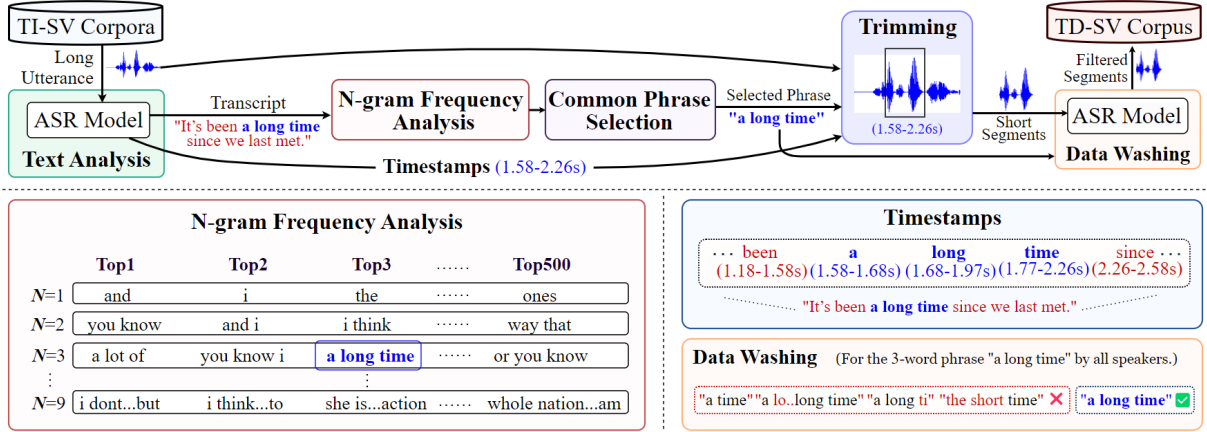 TI-SV Corpora
Long
Utterance
ASR Model
Text Analysis
Transcript
"It's been a long time
since we last met."
N-gram Frequency
Analysis
Common Phrase
Selection
Selected Phrase
"a long time"
Timestamps (1.58-2.26s)
Trimming
(1.58-2.26s)
Short
Segments
TD-SV Corpus
Filtered
Segments
ASR Model
Data Washing
N-gram Frequency Analysis
Top1 Top2 Top3 ······ Top500
N=1 and i the ······ ones
N=2 you know and i i think ······ way that
N=3 a lot of you know i a long time ······ or you know
⋮ ⋮
N=9 i dont...but i think...to she is...action ······ whole nation...am
Timestamps
··· been a long time since ···
(1.18-1.58s) (1.58-1.68s) (1.68-1.97s) (1.77-2.26s) (2.26-2.58s)
"It's been a long time since we last met."
Data Washing (For the 3-word phrase "a long time" by all speakers.)
"a time" "a lo..long time" "a long ti" "the short time" ❌ "a long time" ✅